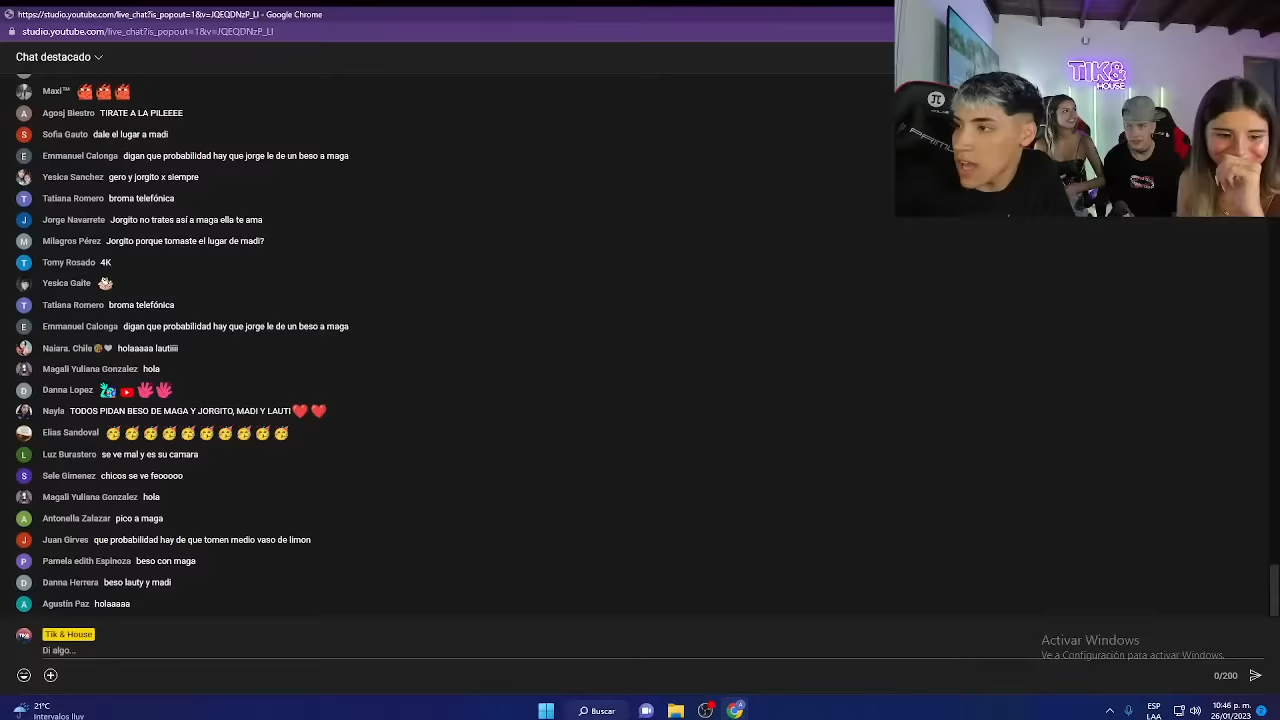 https://studio.youtube.com/live_chat?is_popout=1&v=JQEQDNzP_LI - Google Chrome
studio.youtube.com/live_chat?is_popout=1&v=JQEQDNzP_LI
Chat destacado
Maxi™
Agosj Biestro TIRATE A LA PILEEEE
Sofia Gauto dale el lugar a madi
Emmanuel Calonga digan que probabilidad hay que jorge le de un beso a maga
Yesica Sanchez gero y jorgito x siempre
Tatiana Romero broma telefónica
Jorge Navarrete Jorgito no trates así a maga ella te ama
Milagros Pérez Jorgito porque tomaste el lugar de madi?
Tomy Rosado 4K
Yesica Gaite
Tatiana Romero broma telefónica
Emmanuel Calonga digan que probabilidad hay que jorge le de un beso a maga
Naiara. Chile holaaaaa lautiiii
Magali Yuliana Gonzalez hola
Danna Lopez
Nayla TODOS PIDAN BESO DE MAGA Y JORGITO, MADI Y LAUTI❤️❤️
Elias Sandoval 🥳🥳🥳🥳🥳🥳🥳🥳🥳🥳
Luz Burastero se ve mal y es su camara
Sele Gimenez chicos se ve feooooo
Magali Yuliana Gonzalez hola
Antonella Zalazar pico a maga
Juan Girves que probabilidad hay de que tomen medio vaso de limon
Pamela edith Espinoza beso con maga
Danna Herrera beso lauty y madi
Agustín Paz holaaaaa
Tik & House
Di algo...
0/200
Activar Windows
Ve a Configuración para activar Windows.
TIK&
HOUSE
21°C
Intervalos lluv
Buscar
ESP
LAA
10:46 p. m.
26/01/2023